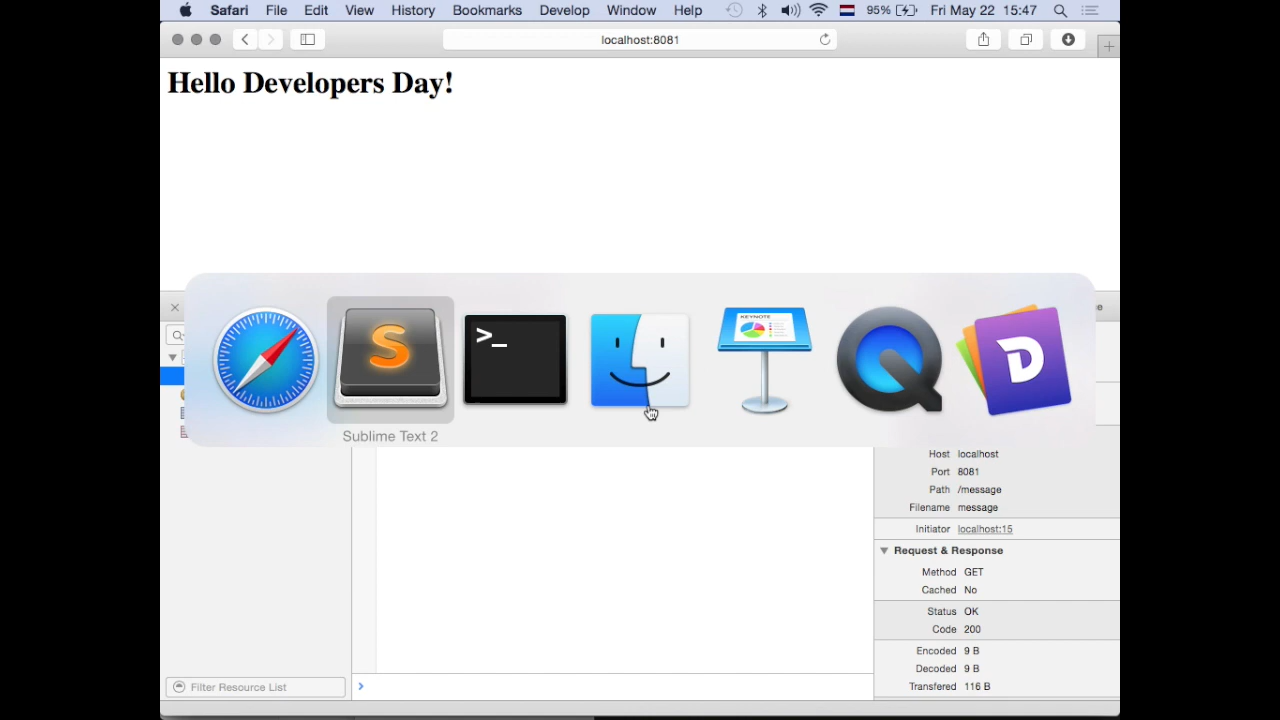 Safari File Edit View History Bookmarks Develop Window Help 95% Fri May 22 15:47
localhost:8081
Hello Developers Day!
S
>_
KEYNOTE
D
Sublime Text 2
Host localhost
Port 8081
Path /message
Filename message
Initiator localhost:15
Request & Response
Method GET
Cached No
Status OK
Code 200
Encoded 9 B
Decoded 9 B
Transfered 116 B
Filter Resource List